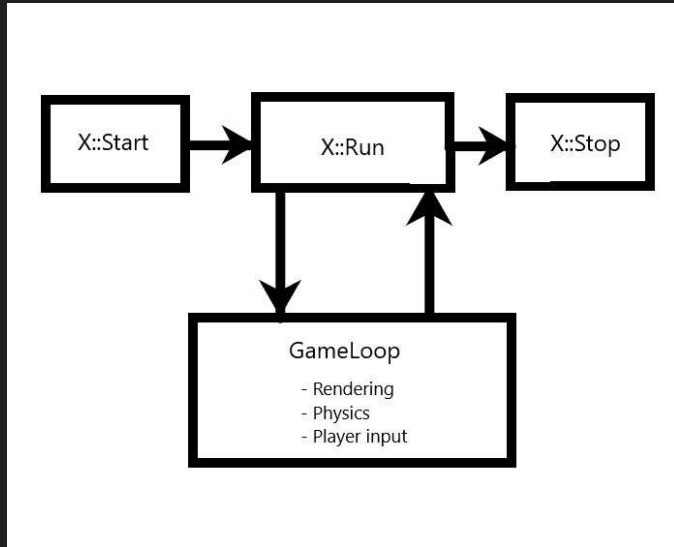 X::Start
X::Run
X::Stop
GameLoop
- Rendering
- Physics
- Player input